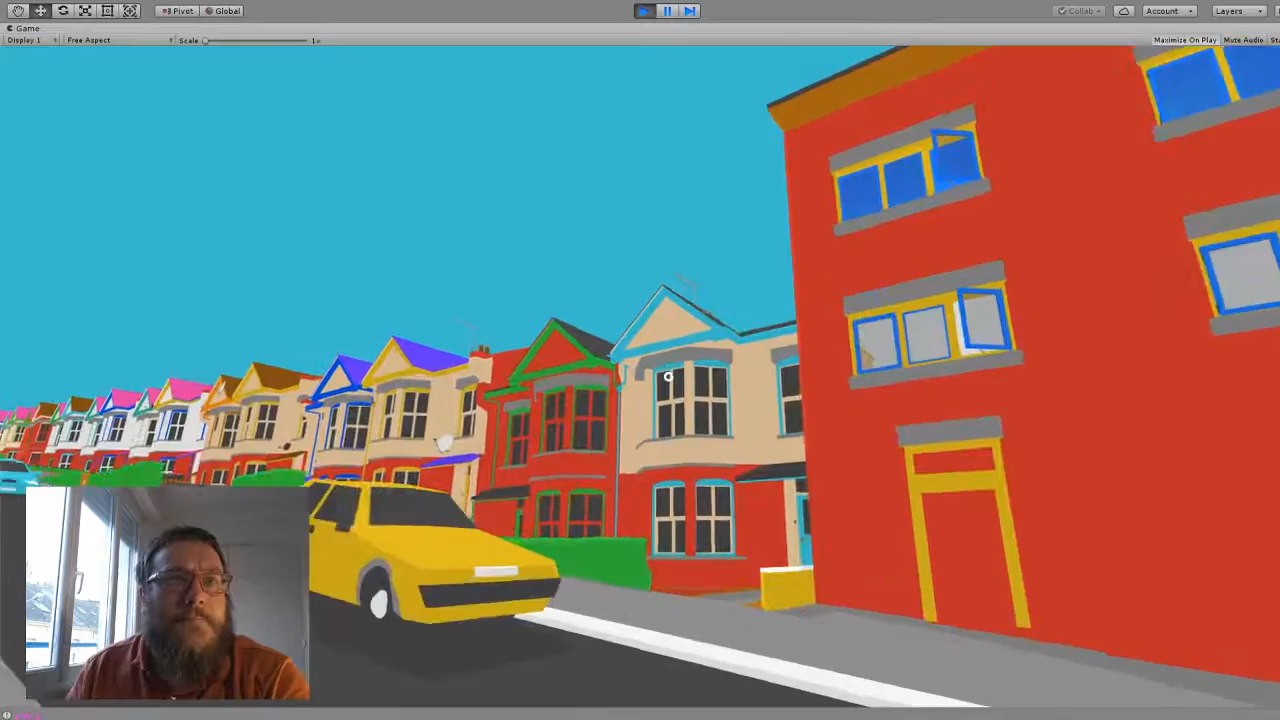 Pivot Global Collab Account Layers
Game
Display 1 Free Aspect Scale 1x Maximize On Play Mute Audio